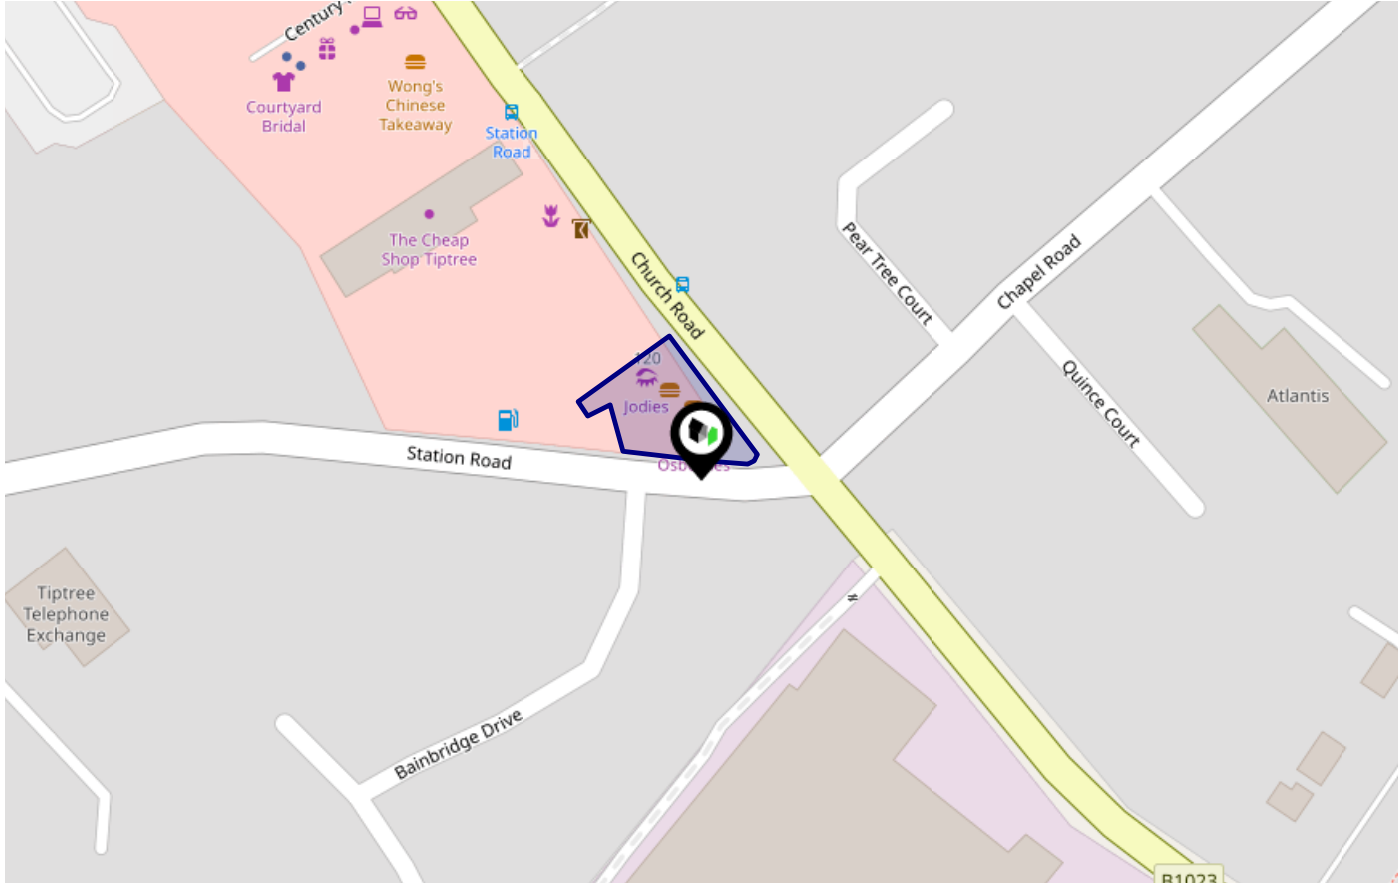 Century
Wong's
Chinese
Takeaway
Courtyard
Bridal
Station
Road
The Cheap
Shop Tiptree
Church Road
Pear Tree Court
Chapel Road
120
Jodies
Quince Court
Atlantis
Station Road
Tiptree
Telephone
Exchange
Bainbridge Drive
B1023